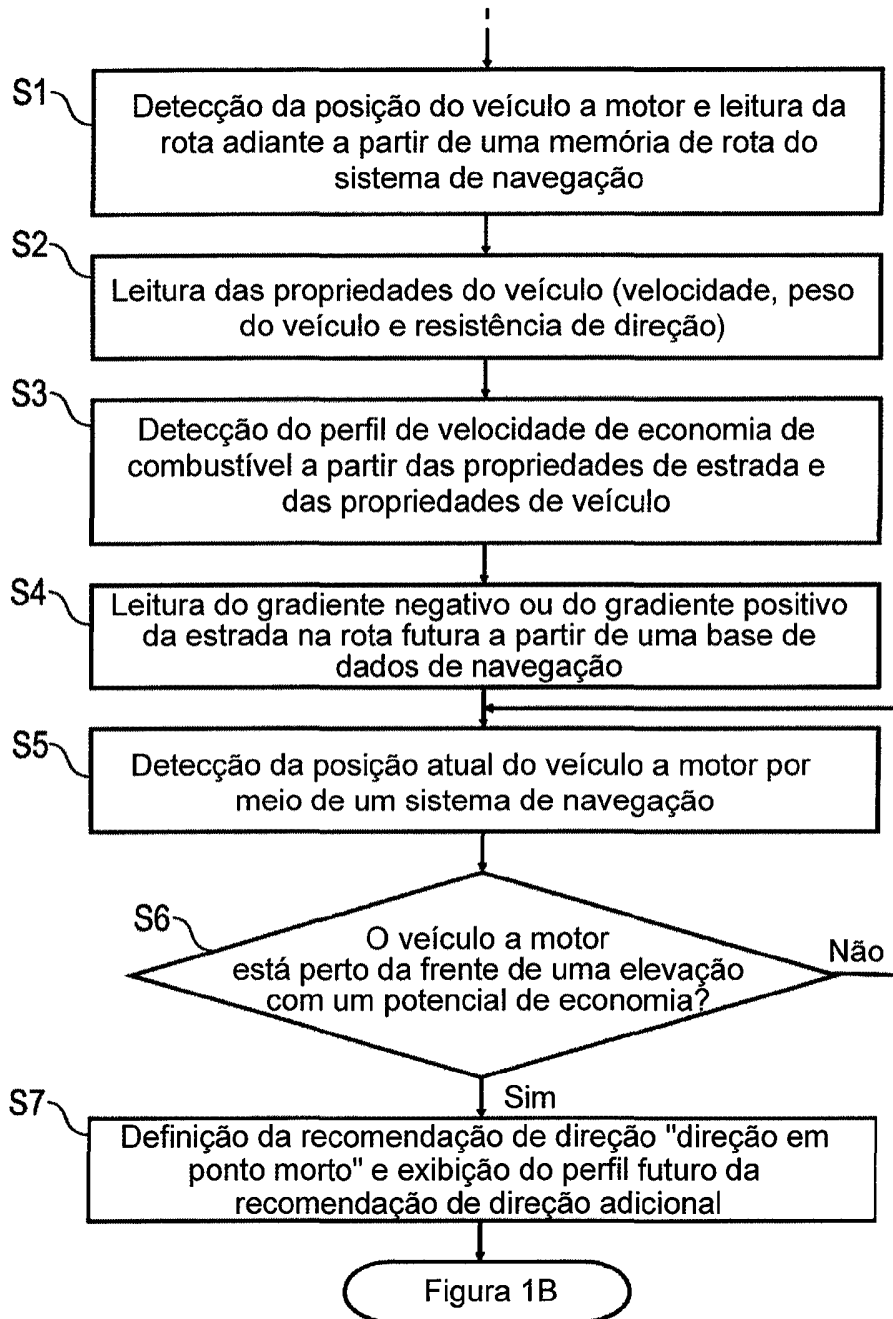 S1
Detecção da posição do veículo a motor e leitura da
rota adiante a partir de uma memória de rota do
sistema de navegação
S2
Leitura das propriedades do veículo (velocidade, peso
do veículo e resistência de direção)
S3
Detecção do perfil de velocidade de economia de
combustível a partir das propriedades de estrada e
das propriedades de veículo
S4
Leitura do gradiente negativo ou do gradiente positivo
da estrada na rota futura a partir de uma base de
dados de navegação
S5
Detecção da posição atual do veículo a motor por
meio de um sistema de navegação
S6
O veículo a motor
está perto da frente de uma elevação
com um potencial de economia?
Não
Sim
S7
Definição da recomendação de direção "direção em
ponto morto" e exibição do perfil futuro da
recomendação de direção adicional
Figura 1B